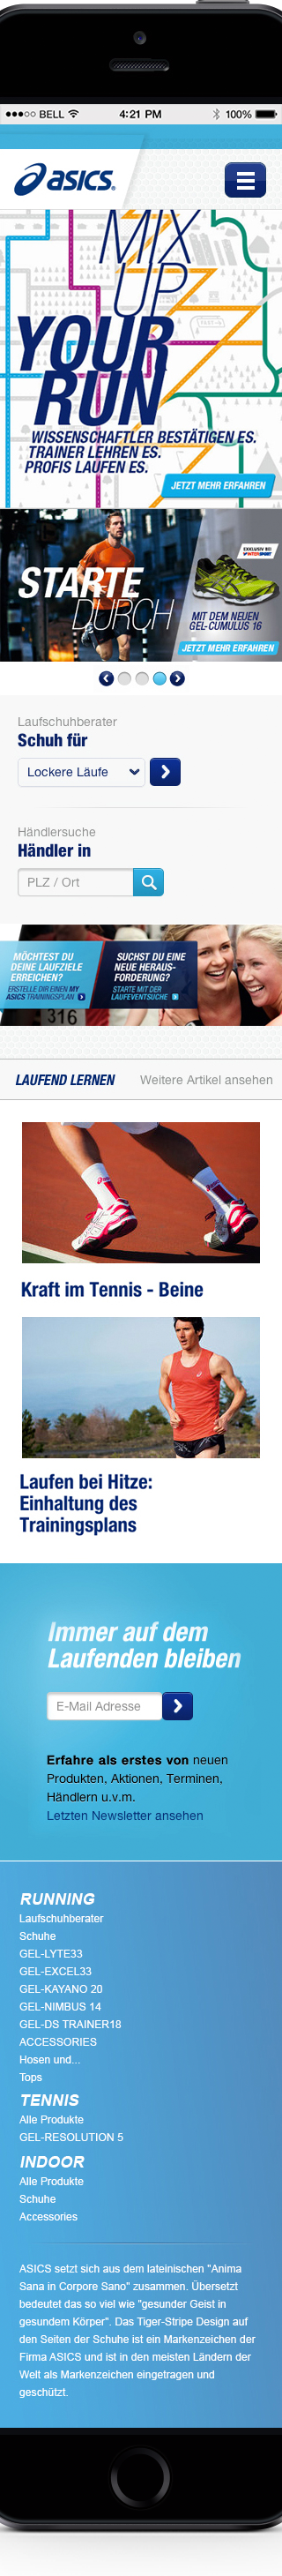 BELL 4:21 PM 100%
asics
MIX
UP
YOUR
RUN
WISSENSCHAFTLER BESTÄTIGEN ES.
TRAINER LEHREN ES.
PROFIS LAUFEN ES.
JETZT MEHR ERFAHREN
EXKLUSIV BEI
INTERSPORT
STARTE
DURCH
MIT DEM NEUEN
GEL-CUMULUS 16
JETZT MEHR ERFAHREN
Laufschuhberater
Schuh für
Lockere Läufe
Händlersuche
Händler in
PLZ / Ort
MÖCHTEST DU
DEINE LAUFZIELE
ERREICHEN?
ERSTELLE DIR EINEN MY
ASICS TRAININGSPLAN
SUCHST DU EINE
NEUE HERAUS-
FORDERUNG?
STARTE MIT DER
LAUFEVENTSUCHE
316
LAUFEND LERNEN Weitere Artikel ansehen
Kraft im Tennis - Beine
Laufen bei Hitze:
Einhaltung des
Trainingsplans
Immer auf dem
Laufenden bleiben
E-Mail Adresse
Erfahre als erstes von neuen
Produkten, Aktionen, Terminen,
Händlern u.v.m.
Letzten Newsletter ansehen
RUNNING
Laufschuhberater
Schuhe
GEL-LYTE33
GEL-EXCEL33
GEL-KAYANO 20
GEL-NIMBUS 14
GEL-DS TRAINER18
ACCESSORIES
Hosen und...
Tops
TENNIS
Alle Produkte
GEL-RESOLUTION 5
INDOOR
Alle Produkte
Schuhe
Accessories
ASICS setzt sich aus dem lateinischen "Anima
Sana in Corpore Sano" zusammen. Übersetzt
bedeutet das so viel wie "gesunder Geist in
gesundem Körper". Das Tiger-Stripe Design auf
den Seiten der Schuhe ist ein Markenzeichen der
Firma ASICS und ist in den meisten Ländern der
Welt als Markenzeichen eingetragen und
geschützt.